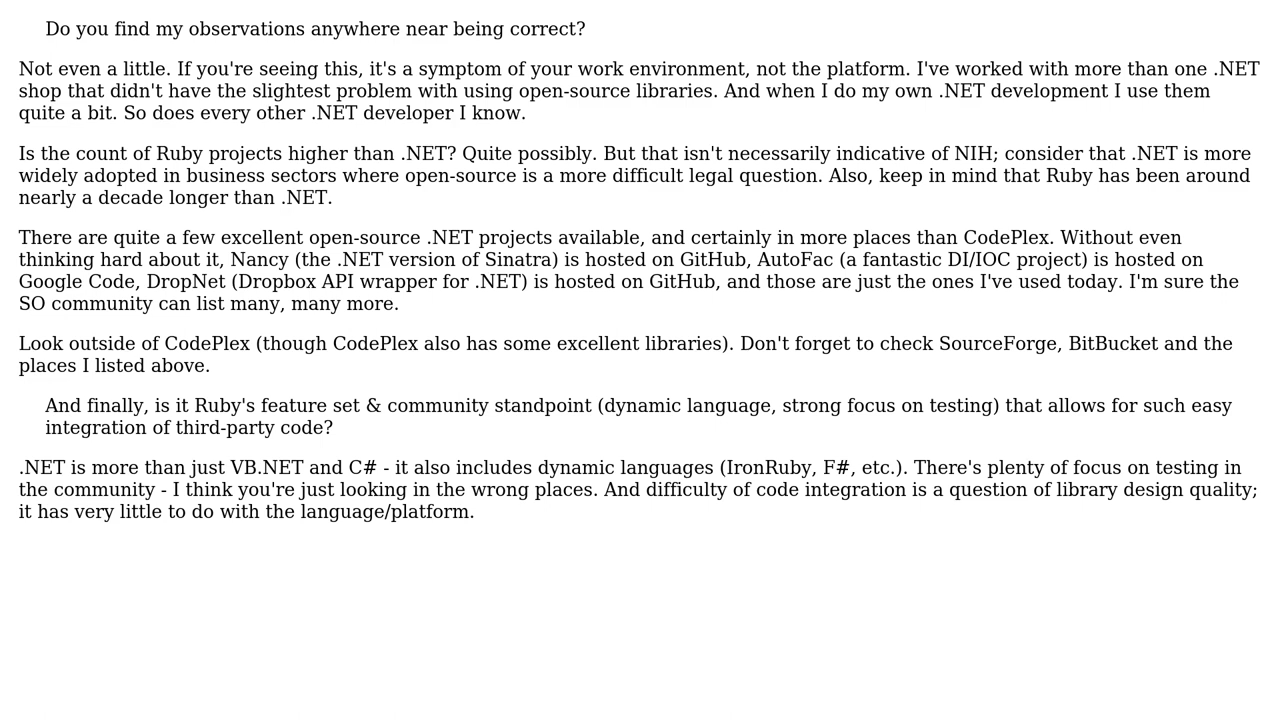 Do you find my observations anywhere near being correct?
Not even a little. If you're seeing this, it's a symptom of your work environment, not the platform. I've worked with more than one .NET
shop that didn't have the slightest problem with using open-source libraries. And when I do my own .NET development I use them
quite a bit. So does every other .NET developer I know.
Is the count of Ruby projects higher than .NET? Quite possibly. But that isn't necessarily indicative of NIH; consider that .NET is more
widely adopted in business sectors where open-source is a more difficult legal question. Also, keep in mind that Ruby has been around
nearly a decade longer than .NET.
There are quite a few excellent open-source .NET projects available, and certainly in more places than CodePlex. Without even
thinking hard about it, Nancy (the .NET version of Sinatra) is hosted on GitHub, AutoFac (a fantastic DI/IOC project) is hosted on
Google Code, DropNet (Dropbox API wrapper for .NET) is hosted on GitHub, and those are just the ones I've used today. I'm sure the
SO community can list many, many more.
Look outside of CodePlex (though CodePlex also has some excellent libraries). Don't forget to check SourceForge, BitBucket and the
places I listed above.
And finally, is it Ruby's feature set & community standpoint (dynamic language, strong focus on testing) that allows for such easy
integration of third-party code?
.NET is more than just VB.NET and C# - it also includes dynamic languages (IronRuby, F#, etc.). There's plenty of focus on testing in
the community - I think you're just looking in the wrong places. And difficulty of code integration is a question of library design quality;
it has very little to do with the language/platform.